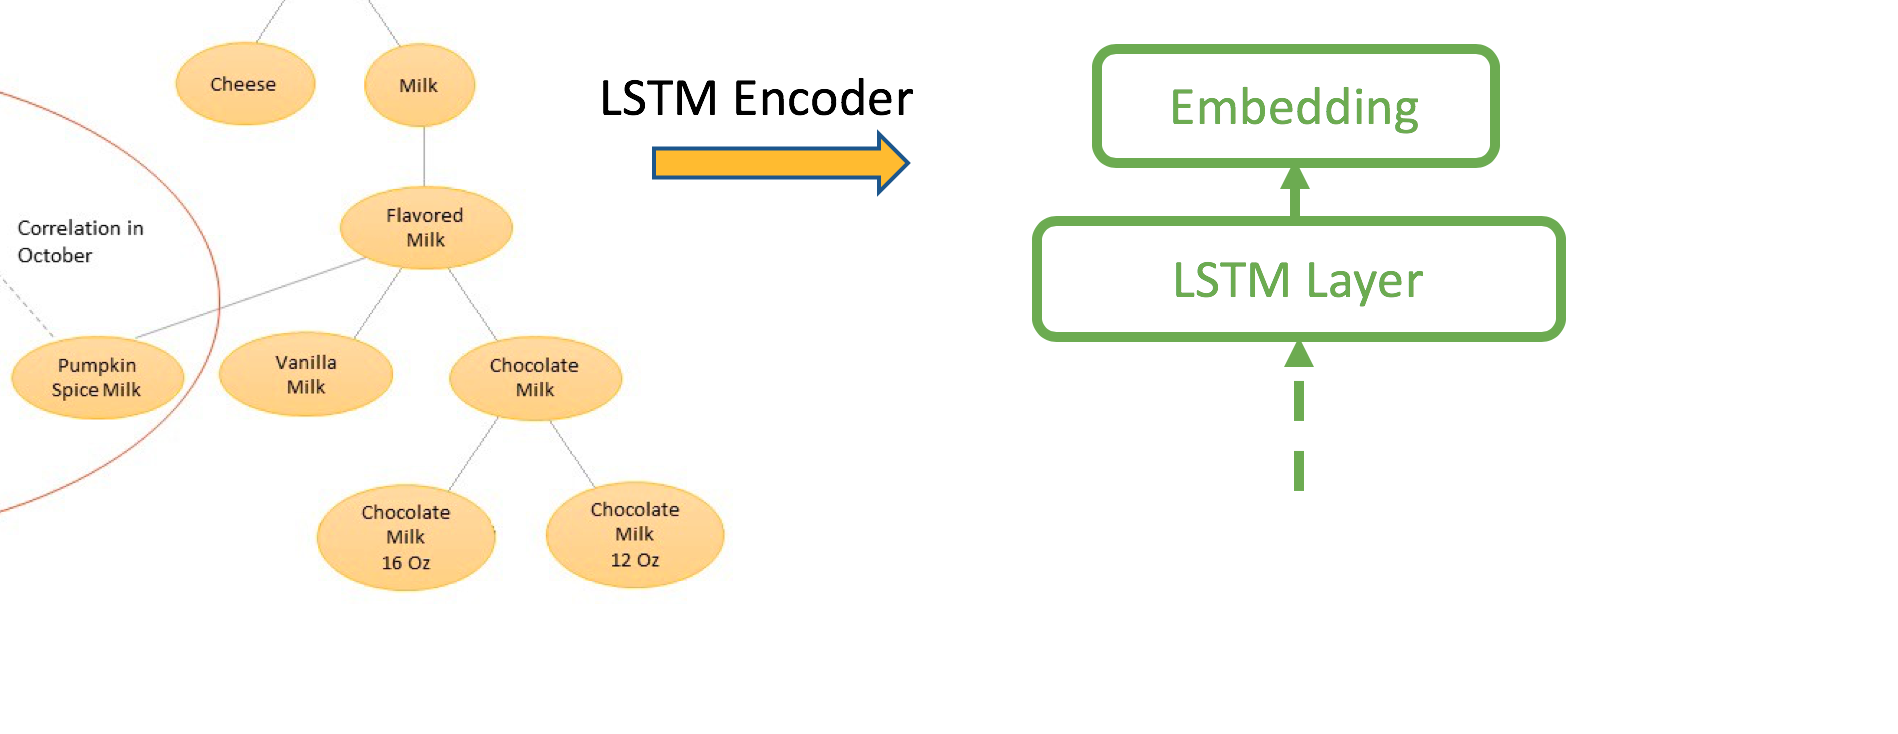 Cheese
Milk
LSTM Encoder
Embedding
Correlation in
October
Flavored
Milk
LSTM Layer
Pumpkin
Spice Milk
Vanilla
Milk
Chocolate
Milk
Chocolate
Milk
16 Oz
Chocolate
Milk
12 Oz